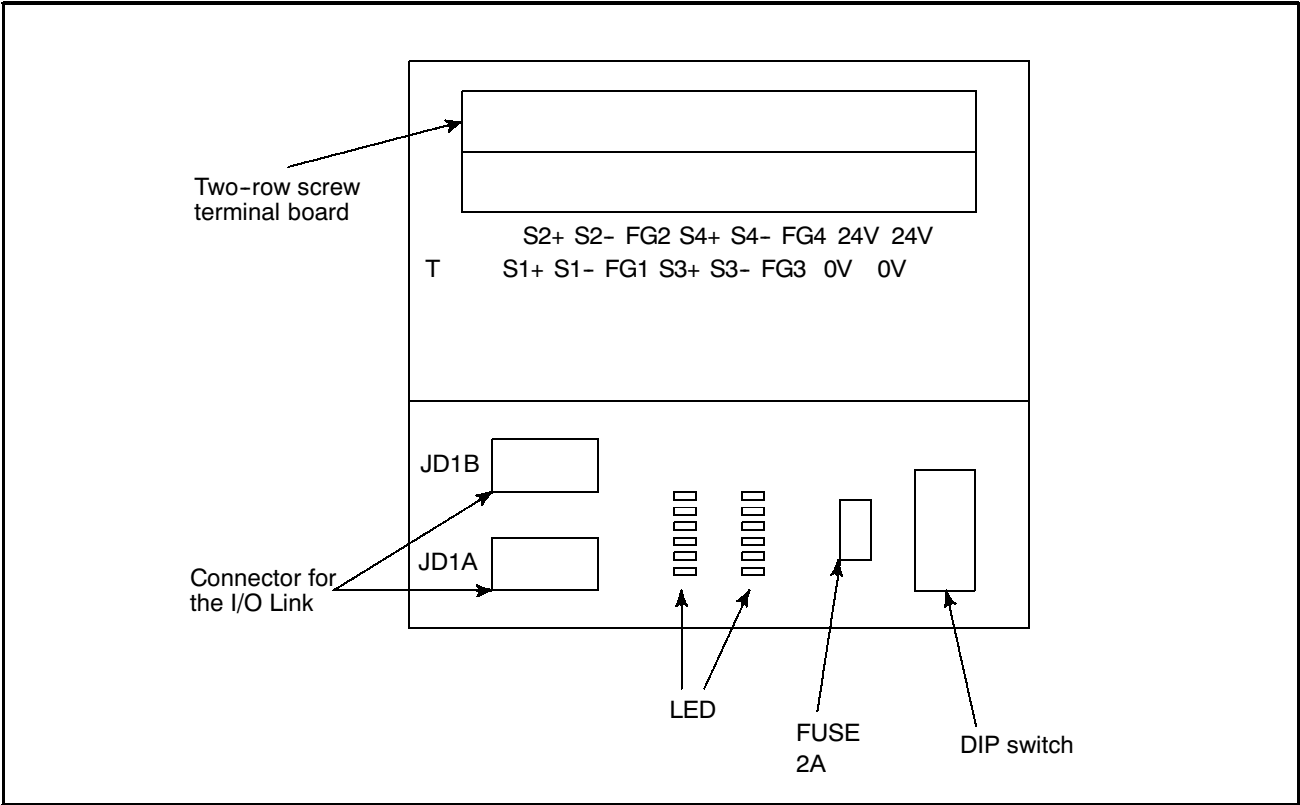 Two-row screw
terminal board
S2+ S2- FG2 S4+ S4- FG4 24V 24V
T S1+ S1- FG1 S3+ S3- FG3 0V 0V
JD1B
JD1A
Connector for
the I/O Link
LED
FUSE
2A
DIP switch